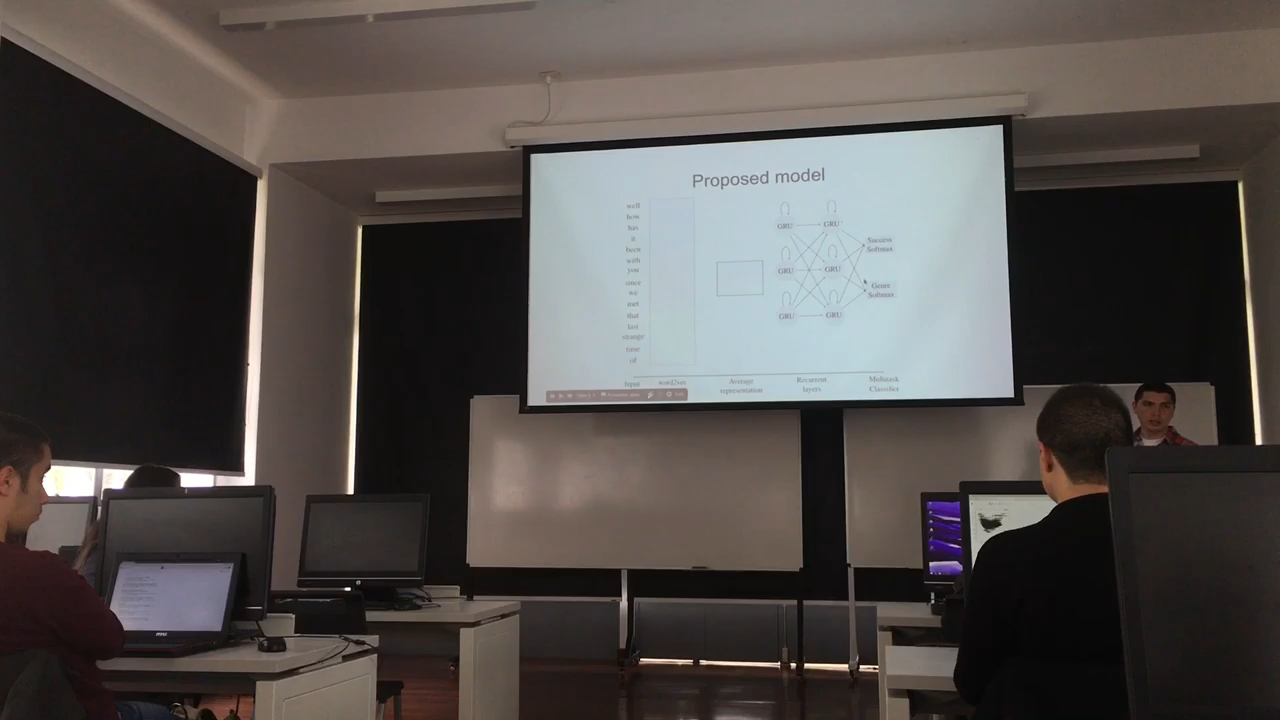 Proposed model
well
how
has
it
been
with
you
since
we
met
that
last
strange
time
of
GRU GRU
GRU GRU
GRU GRU
Success
Softmax
Genre
Softmax
Input
word2vec
Average
representation
Recurrent
layers
Multitask
Classifier
msi